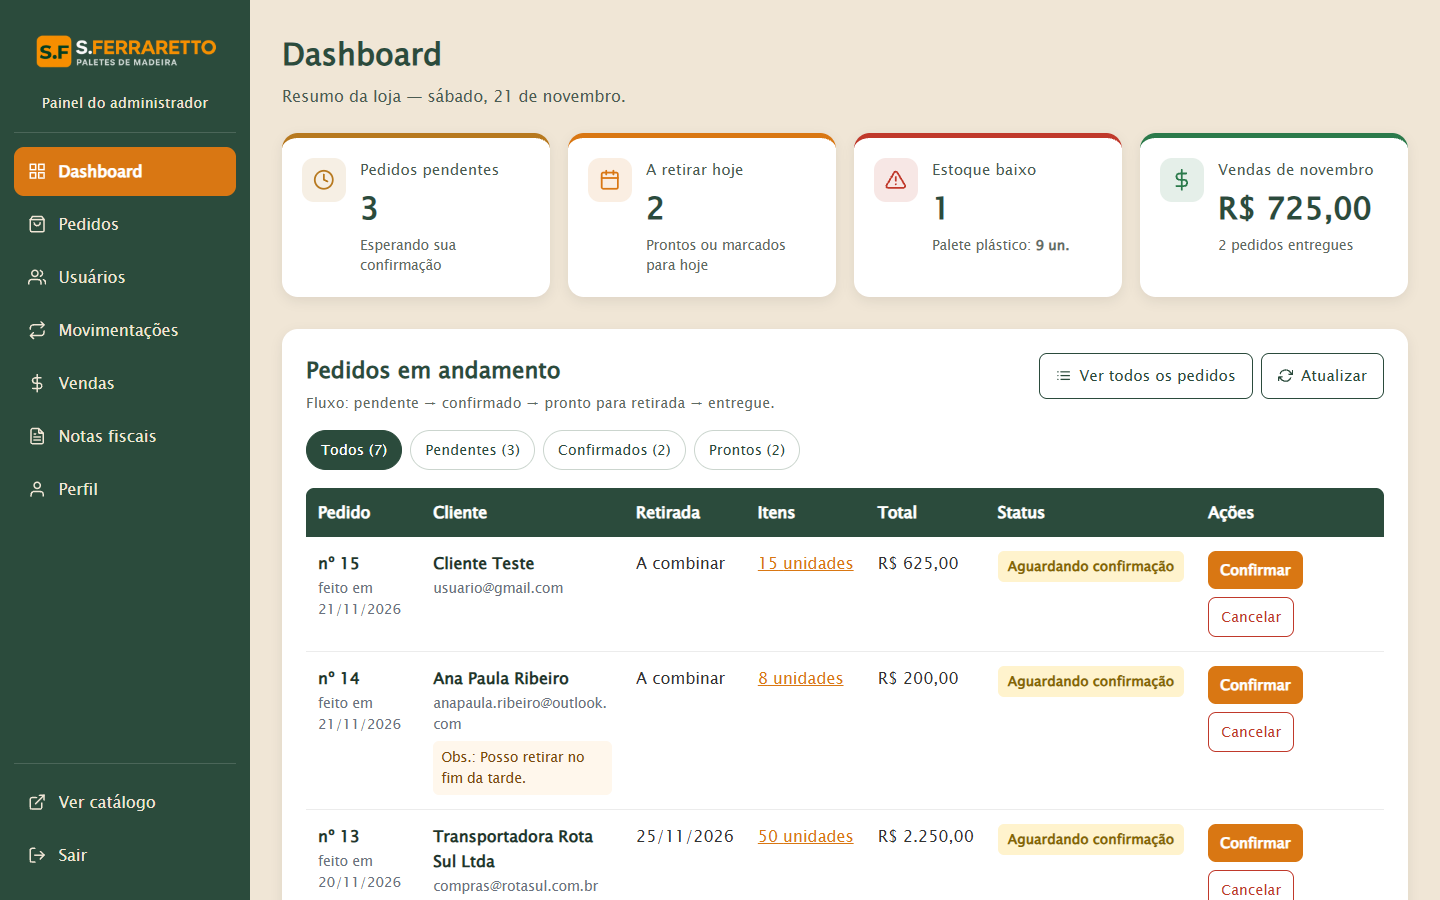 S.F S.FERRARETTO
PALETES DE MADEIRA
Painel do administrador
Dashboard
Pedidos
Usuários
Movimentações
Vendas
Notas fiscais
Perfil
Ver catálogo
Sair
Dashboard
Resumo da loja — sábado, 21 de novembro.
Pedidos pendentes
3
Esperando sua
confirmação
A retirar hoje
2
Prontos ou marcados
para hoje
Estoque baixo
1
Palete plástico: 9 un.
Vendas de novembro
R$ 725,00
2 pedidos entregues
Pedidos em andamento
Fluxo: pendente → confirmado → pronto para retirada → entregue.
Ver todos os pedidos
Atualizar
Todos (7)
Pendentes (3)
Confirmados (2)
Prontos (2)
Pedido Cliente Retirada Itens Total Status Ações
nº 15
feito em
21/11/2026
Cliente Teste
usuario@gmail.com
A combinar
15 unidades
R$ 625,00
Aguardando confirmação
Confirmar
Cancelar
nº 14
feito em
21/11/2026
Ana Paula Ribeiro
anapaula.ribeiro@outlook.
com
Obs.: Posso retirar no
fim da tarde.
A combinar
8 unidades
R$ 200,00
Aguardando confirmação
Confirmar
Cancelar
nº 13
feito em
20/11/2026
Transportadora Rota
Sul Ltda
compras@rotasul.com.br
25/11/2026
50 unidades
R$ 2.250,00
Aguardando confirmação
Confirmar
Cancelar